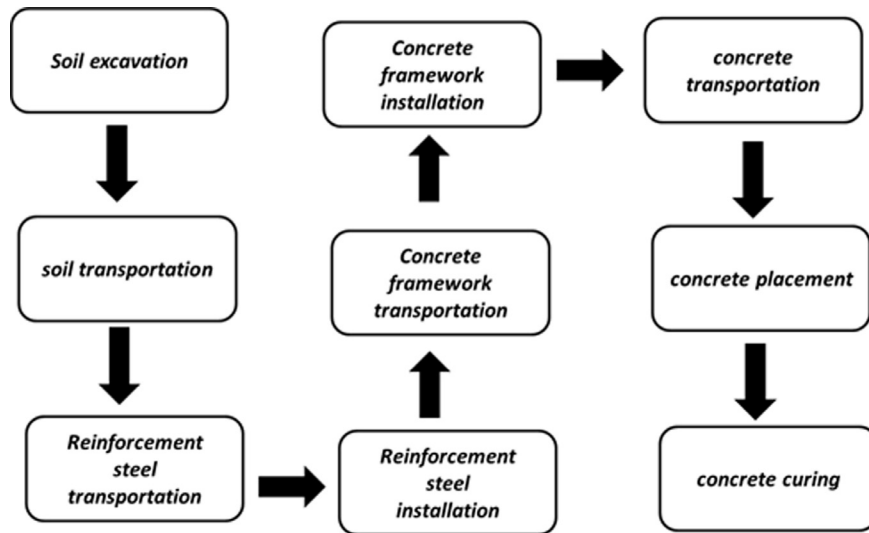 Soil excavation
soil transportation
Reinforcement
steel
transportation
Reinforcement
steel
installation
Concrete
framework
transportation
Concrete
framework
installation
concrete
transportation
concrete placement
concrete curing